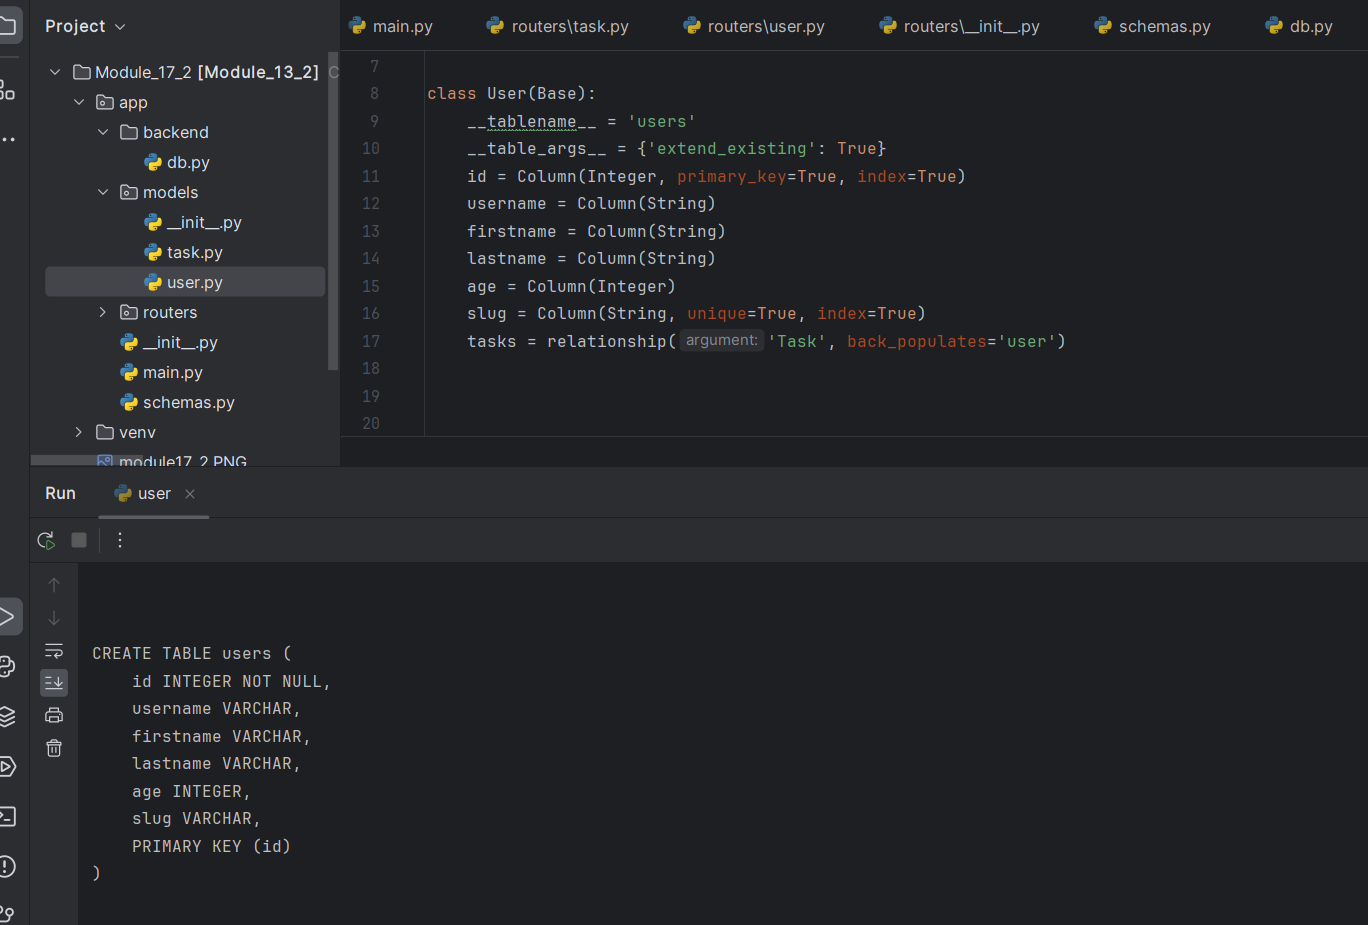 Project
main.py routers\task.py routers\user.py routers\__init__.py schemas.py db.py
Module_17_2 [Module_13_2] C
app
backend
db.py
models
__init__.py
task.py
user.py
routers
__init__.py
main.py
schemas.py
venv
module17_2.PNG
7
8 class User(Base):
9 __tablename__ = 'users'
10 __table_args__ = {'extend_existing': True}
11 id = Column(Integer, primary_key=True, index=True)
12 username = Column(String)
13 firstname = Column(String)
14 lastname = Column(String)
15 age = Column(Integer)
16 slug = Column(String, unique=True, index=True)
17 tasks = relationship( argument: 'Task', back_populates='user')
18
19
20
Run user
CREATE TABLE users (
id INTEGER NOT NULL,
username VARCHAR,
firstname VARCHAR,
lastname VARCHAR,
age INTEGER,
slug VARCHAR,
PRIMARY KEY (id)
)